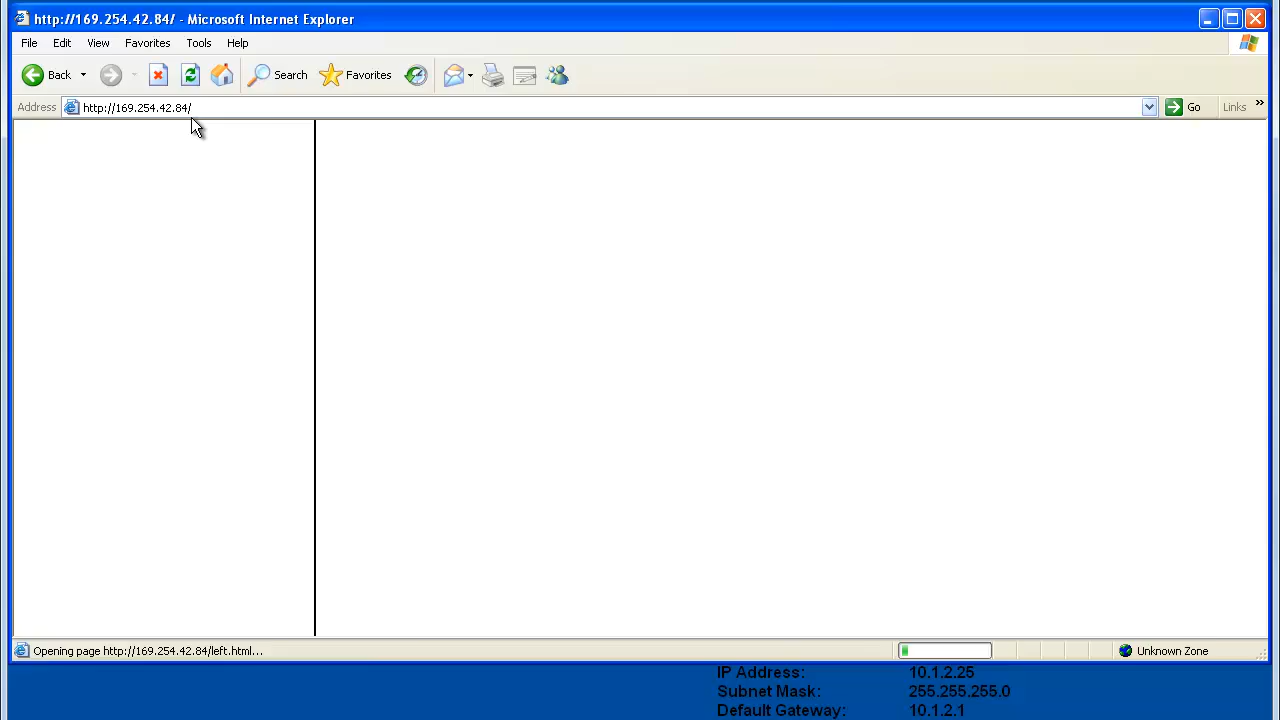 http://169.254.42.84/ - Microsoft Internet Explorer
File Edit View Favorites Tools Help
Back Search Favorites
Address http://169.254.42.84/ Go Links »
Opening page http://169.254.42.84/left.html... Unknown Zone
IP Address: 10.1.2.25
Subnet Mask: 255.255.255.0
Default Gateway: 10.1.2.1